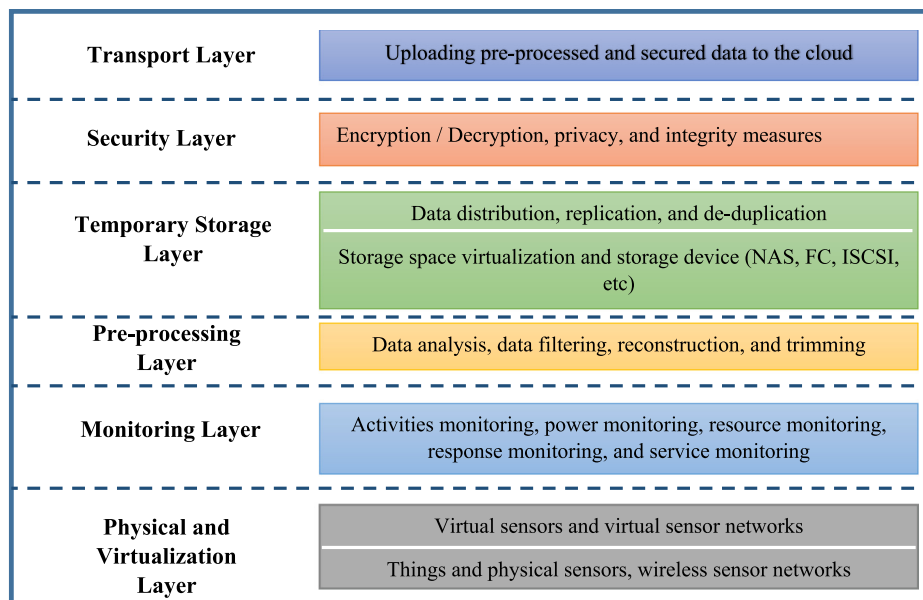 Transport Layer
Uploading pre-processed and secured data to the cloud
Security Layer
Encryption / Decryption, privacy, and integrity measures
Temporary Storage
Layer
Data distribution, replication, and de-duplication
Storage space virtualization and storage device (NAS, FC, ISCSI,
etc)
Pre-processing
Layer
Data analysis, data filtering, reconstruction, and trimming
Monitoring Layer
Activities monitoring, power monitoring, resource monitoring,
response monitoring, and service monitoring
Physical and
Virtualization
Layer
Virtual sensors and virtual sensor networks
Things and physical sensors, wireless sensor networks